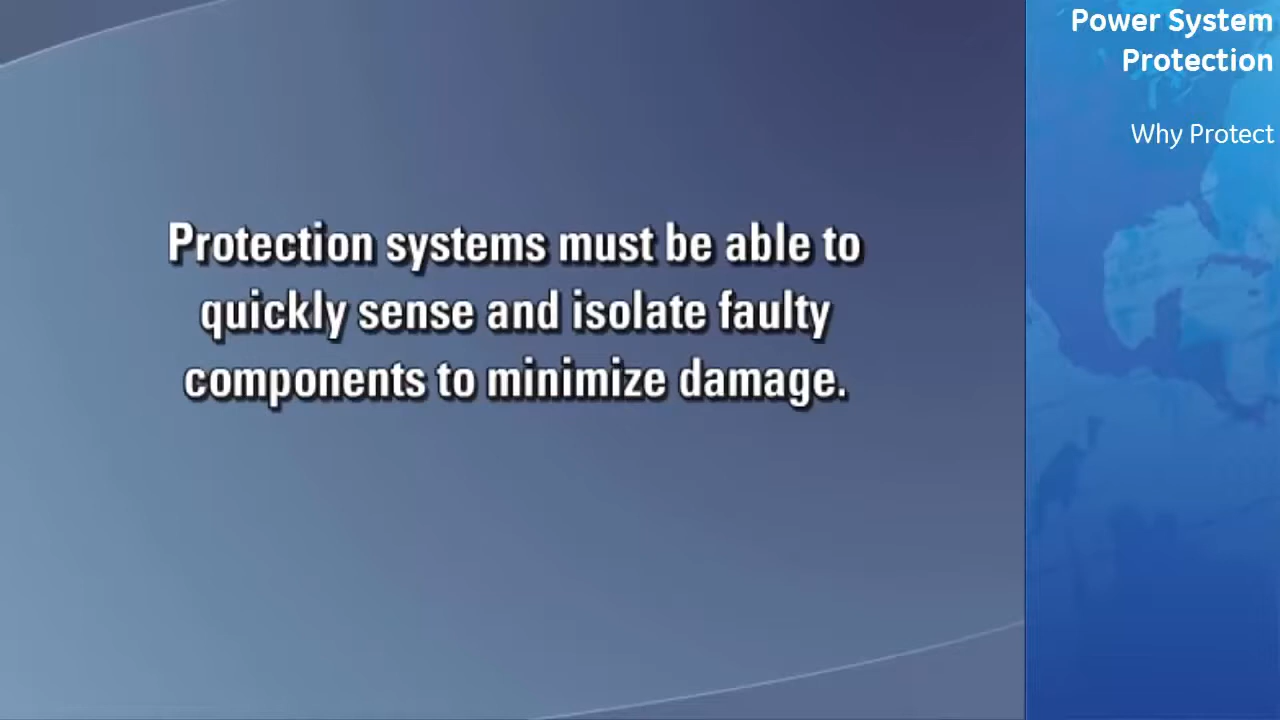 Protection systems must be able to
quickly sense and isolate faulty
components to minimize damage.
Power System
Protection
Why Protect